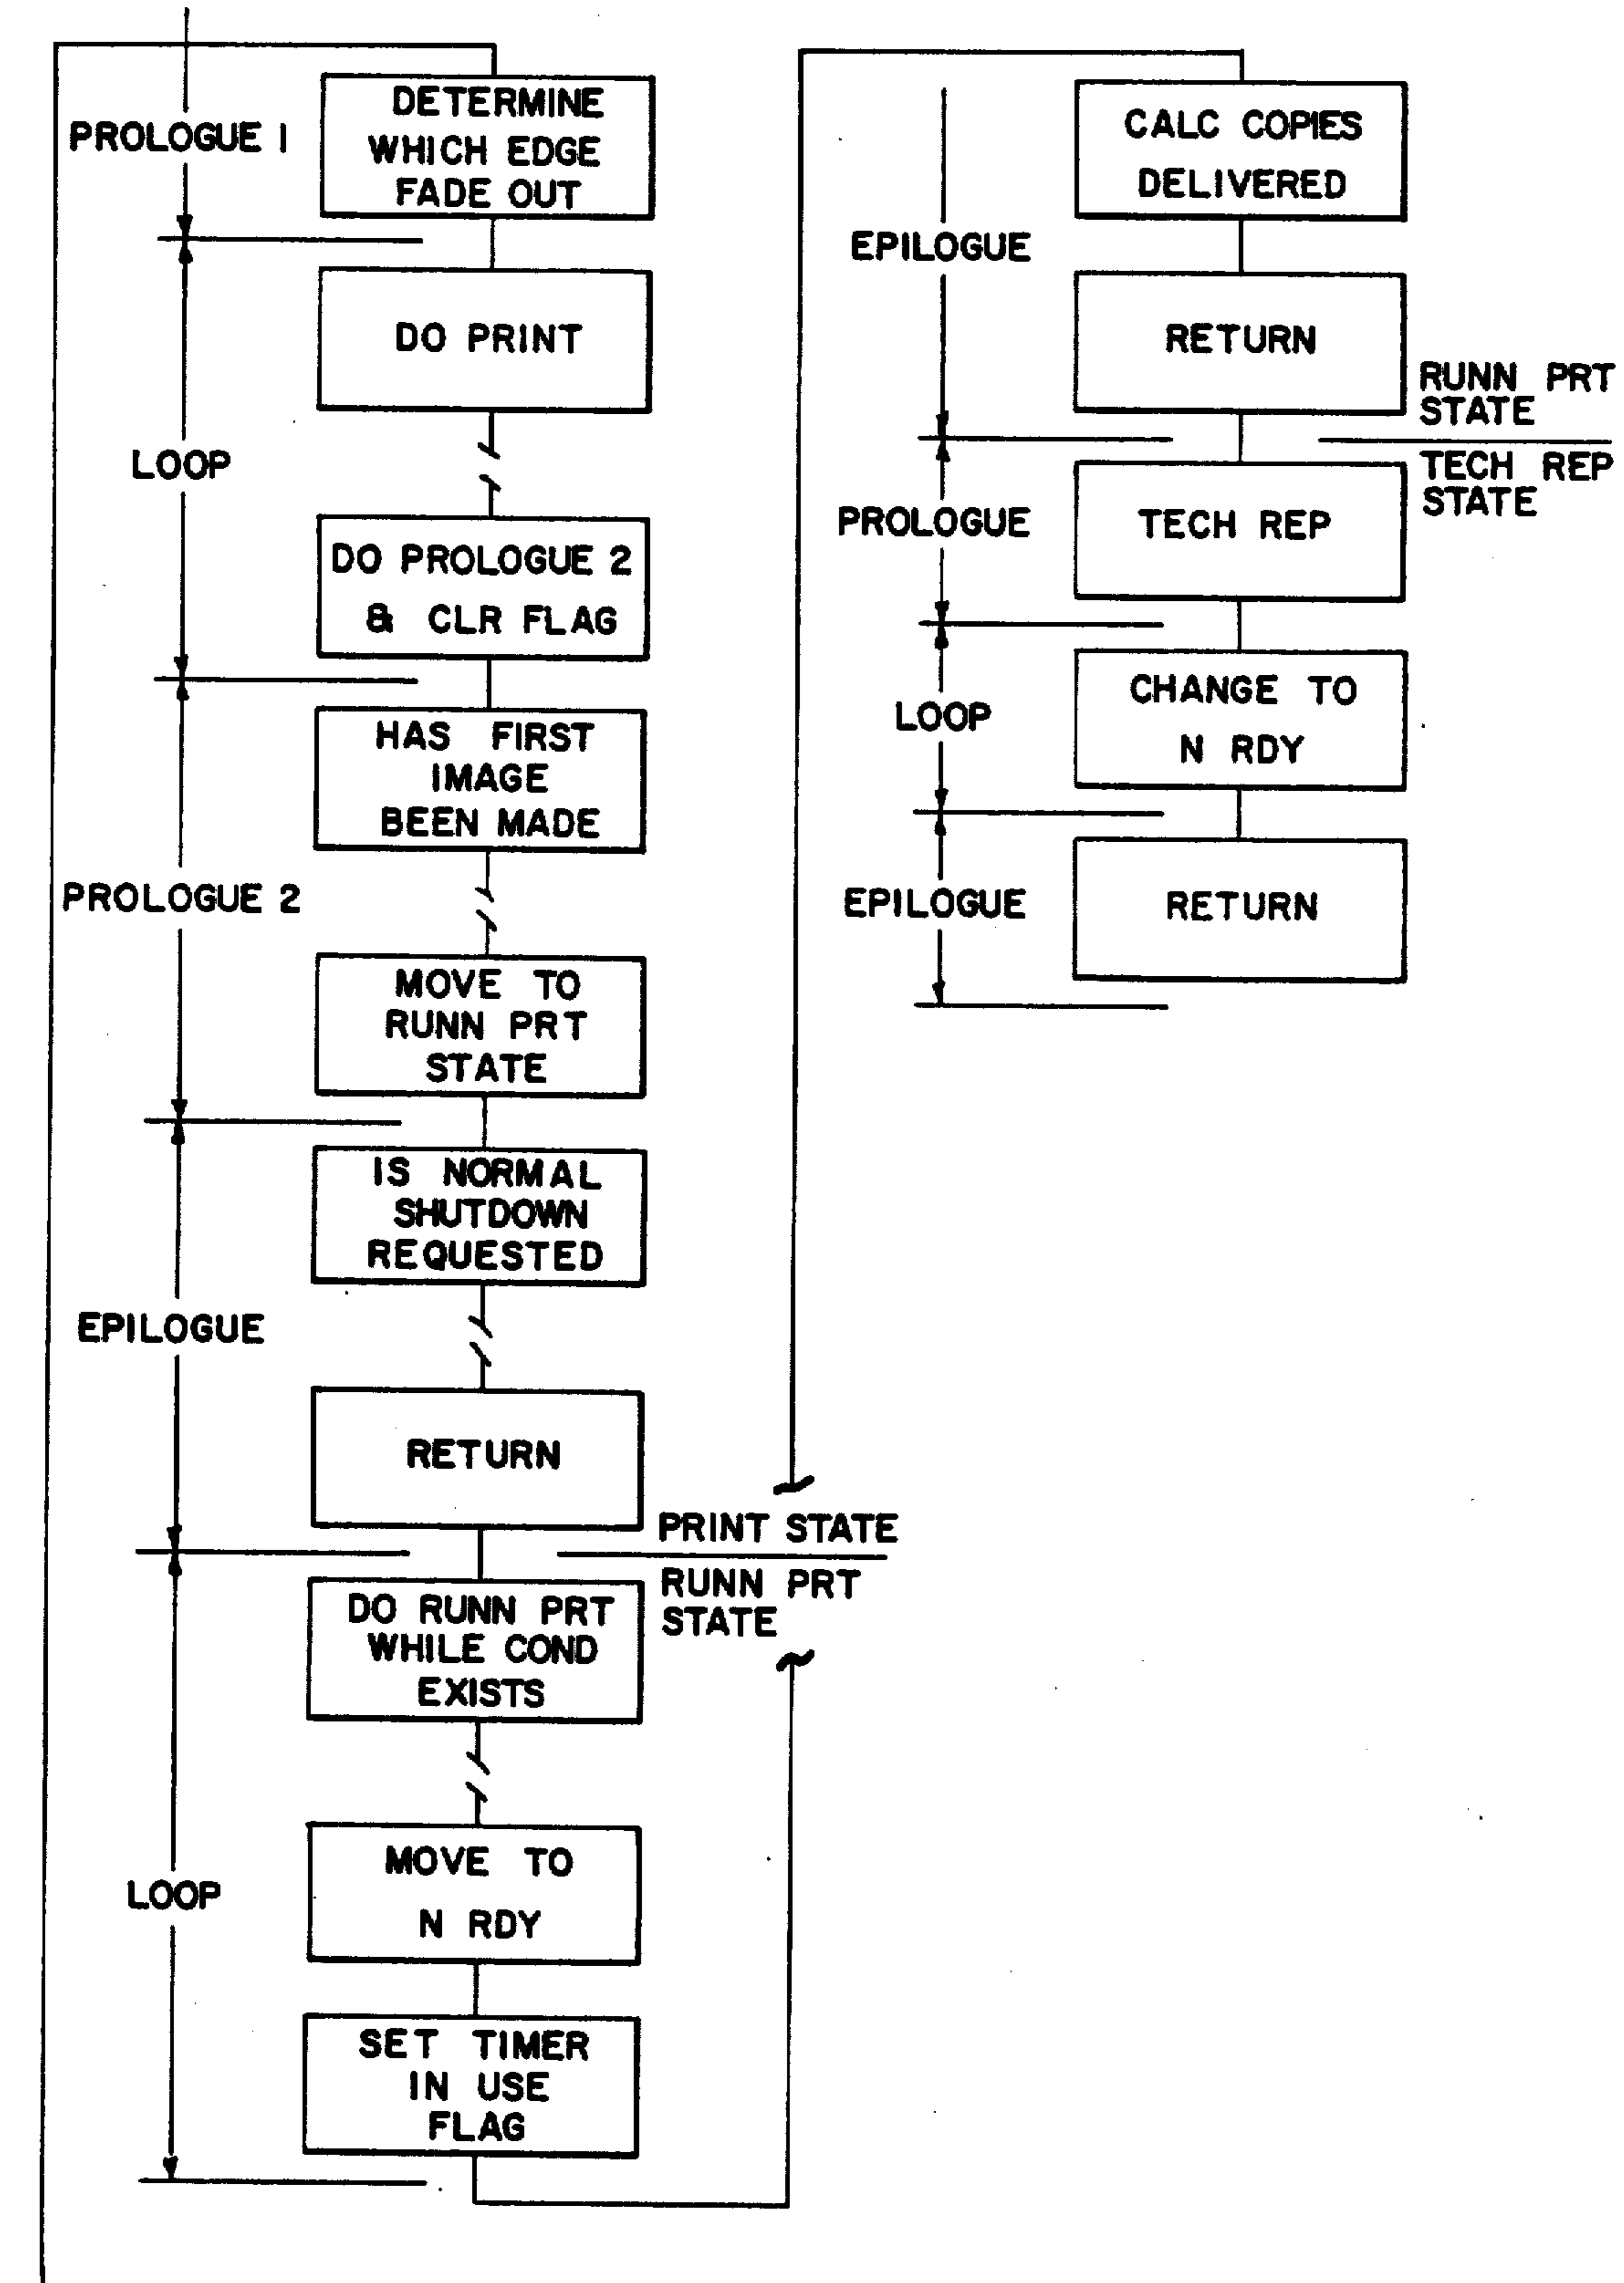 PROLOGUE 1
DETERMINE
WHICH EDGE
FADE OUT
DO PRINT
LOOP
DO PROLOGUE 2
& CLR FLAG
HAS FIRST
IMAGE
BEEN MADE
PROLOGUE 2
MOVE TO
RUNN PRT
STATE
IS NORMAL
SHUTDOWN
REQUESTED
EPILOGUE
RETURN
PRINT STATE
RUNN PRT
STATE
DO RUNN PRT
WHILE COND
EXISTS
LOOP
MOVE TO
N RDY
SET TIMER
IN USE
FLAG
CALC COPIES
DELIVERED
EPILOGUE
RETURN
RUNN PRT
STATE
TECH REP
STATE
PROLOGUE
TECH REP
LOOP
CHANGE TO
N RDY
EPILOGUE
RETURN